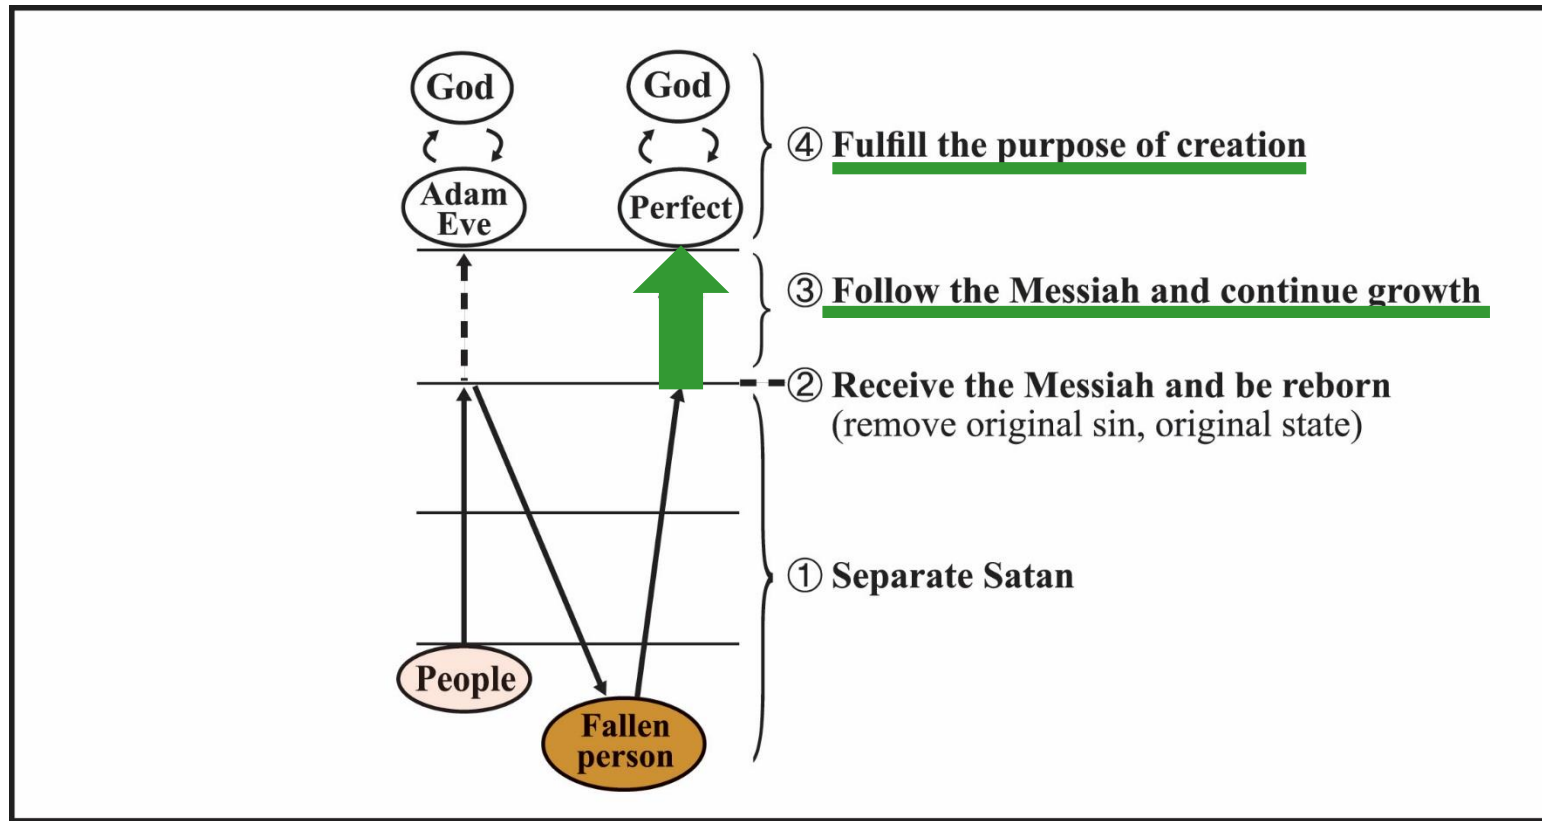 God
God
④ Fulfill the purpose of creation
Adam
Eve
Perfect
③ Follow the Messiah and continue growth
② Receive the Messiah and be reborn
(remove original sin, original state)
① Separate Satan
People
Fallen
person